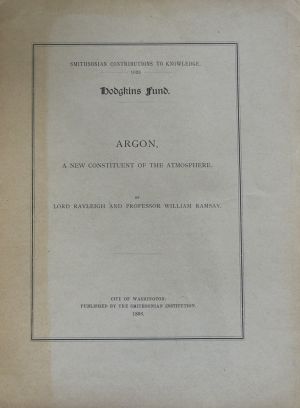 SMITHSONIAN CONTRIBUTIONS TO KNOWLEDGE.
1033
Hodgkins Fund.
ARGON,
A NEW CONSTITUENT OF THE ATMOSPHERE.
BY
LORD RAYLEIGH AND PROFESSOR WILLIAM RAMSAY.
CITY OF WASHINGTON:
PUBLISHED BY THE SMITHSONIAN INSTITUTION.
1896.